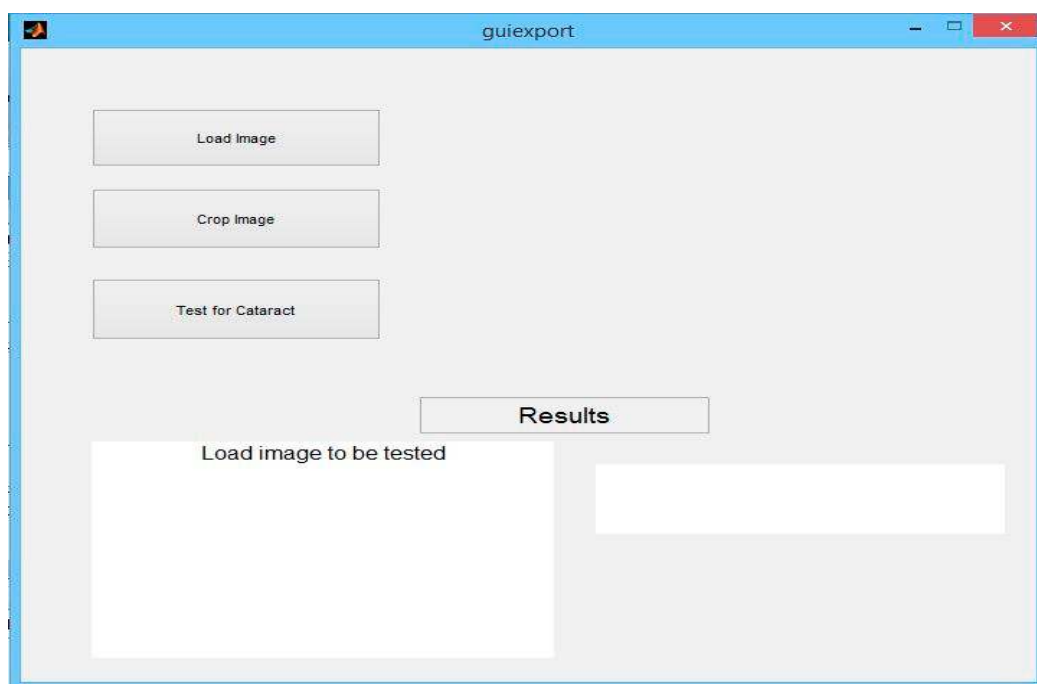 guiexport
Load Image
Crop Image
Test for Cataract
Results
Load image to be tested